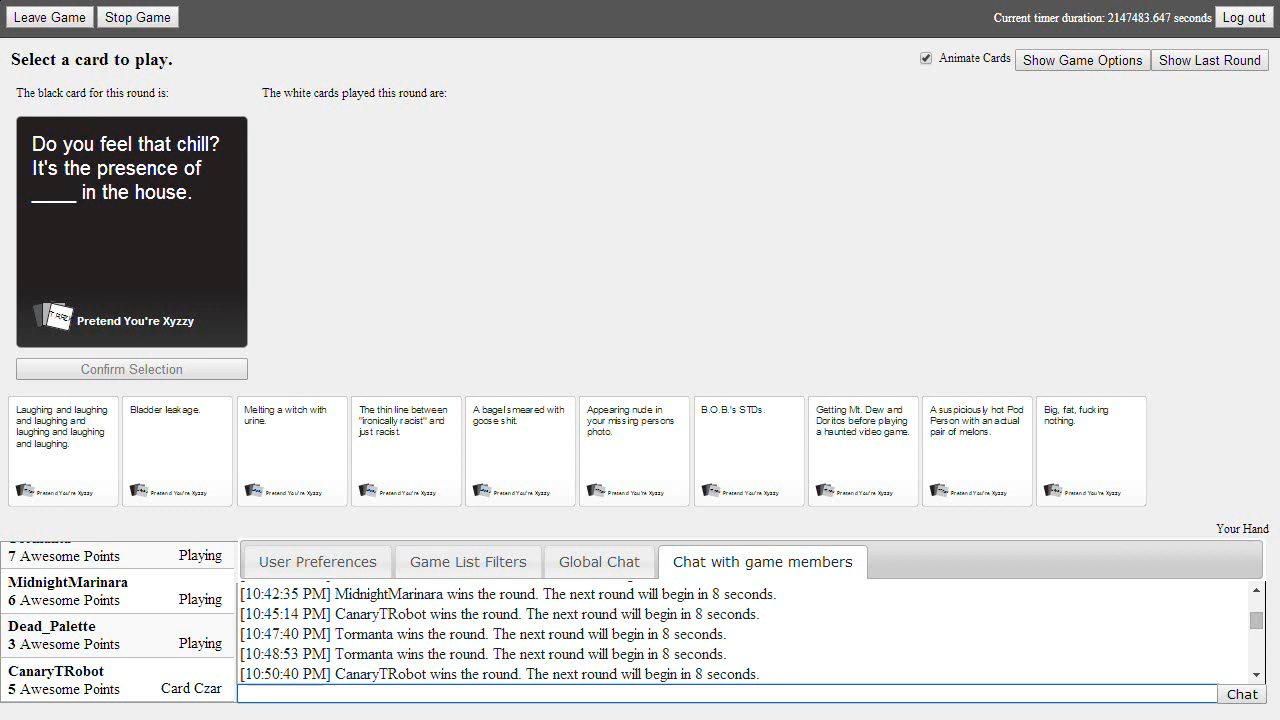 Leave Game Stop Game Current timer duration: 2147483.647 seconds Log out
Select a card to play. Animate Cards Show Game Options Show Last Round
The black card for this round is: The white cards played this round are:
Do you feel that chill?
It's the presence of
____ in the house.
Pretend You're Xyzzy
Confirm Selection
Laughing and laughing
and laughing and
laughing and laughing
and laughing.
Pretend You're Xyzzy
Bladder leakage.
Pretend You're Xyzzy
Melting a witch with
urine.
Pretend You're Xyzzy
The thin line between
"ironically racist" and
just racist.
Pretend You're Xyzzy
A bagel smeared with
goose shit.
Pretend You're Xyzzy
Appearing nude in
your missing persons
photo.
Pretend You're Xyzzy
B.O.B.'s STDs.
Pretend You're Xyzzy
Getting Mt. Dew and
Doritos before playing
a haunted video game.
Pretend You're Xyzzy
A suspiciously hot Pod
Person with an actual
pair of melons.
Pretend You're Xyzzy
Big, fat, fucking
nothing.
Pretend You're Xyzzy
Your Hand
7 Awesome Points Playing
MidnightMarinara
6 Awesome Points Playing
Dead_Palette
3 Awesome Points Playing
CanaryTRobot
5 Awesome Points Card Czar
User Preferences Game List Filters Global Chat Chat with game members
[10:42:35 PM] MidnightMarinara wins the round. The next round will begin in 8 seconds.
[10:45:14 PM] CanaryTRobot wins the round. The next round will begin in 8 seconds.
[10:47:40 PM] Tormanta wins the round. The next round will begin in 8 seconds.
[10:48:53 PM] Tormanta wins the round. The next round will begin in 8 seconds.
[10:50:40 PM] CanaryTRobot wins the round. The next round will begin in 8 seconds.
Chat